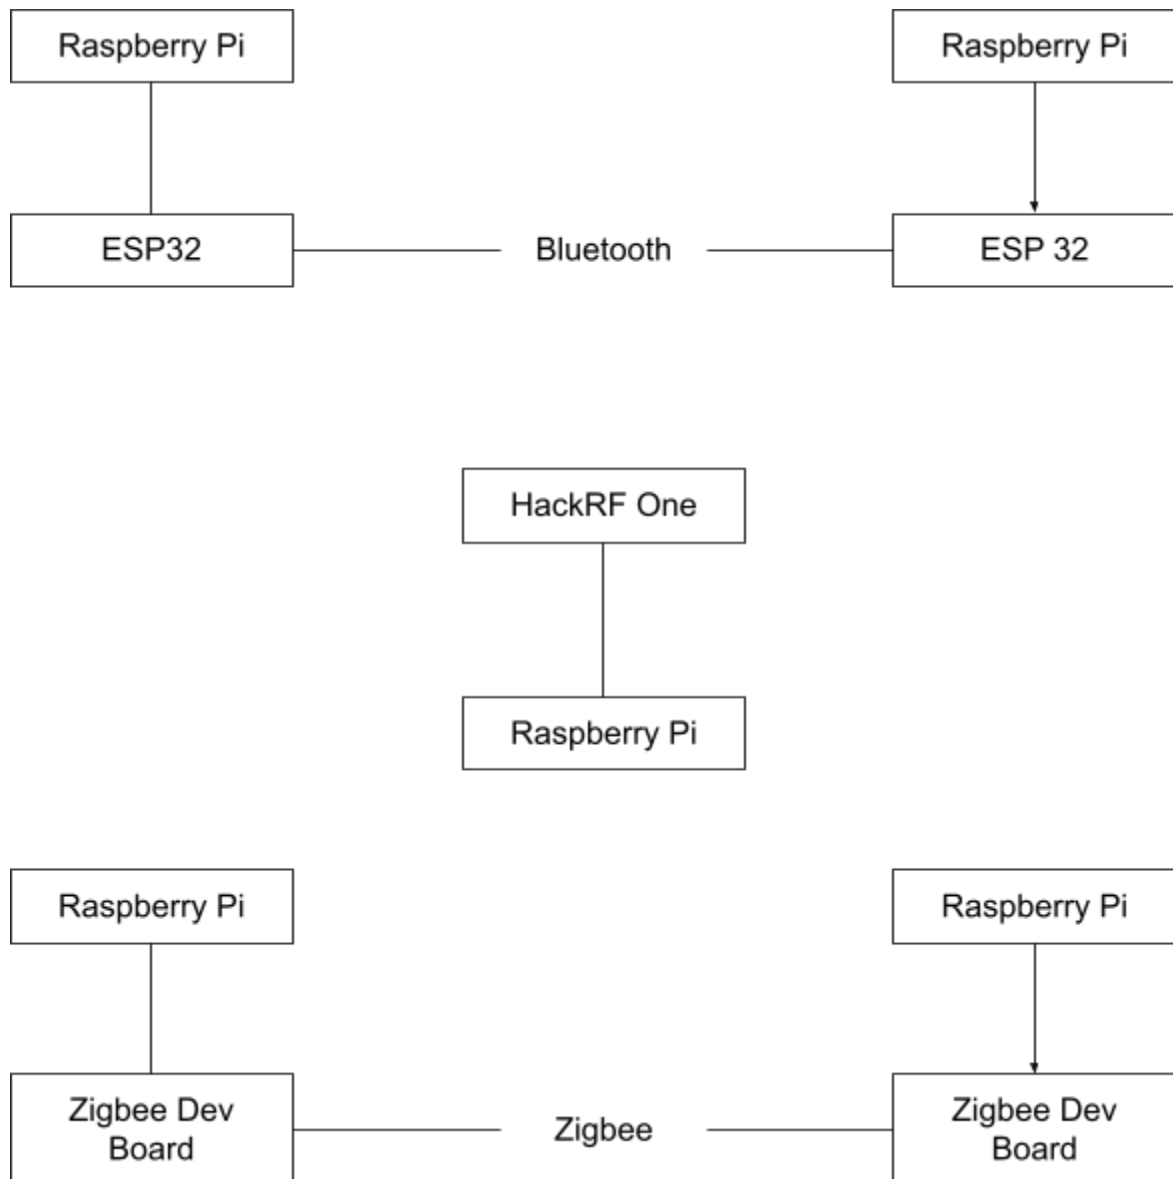 Raspberry Pi
Raspberry Pi
ESP32
Bluetooth
ESP 32
HackRF One
Raspberry Pi
Raspberry Pi
Raspberry Pi
Zigbee Dev
Board
Zigbee
Zigbee Dev
Board